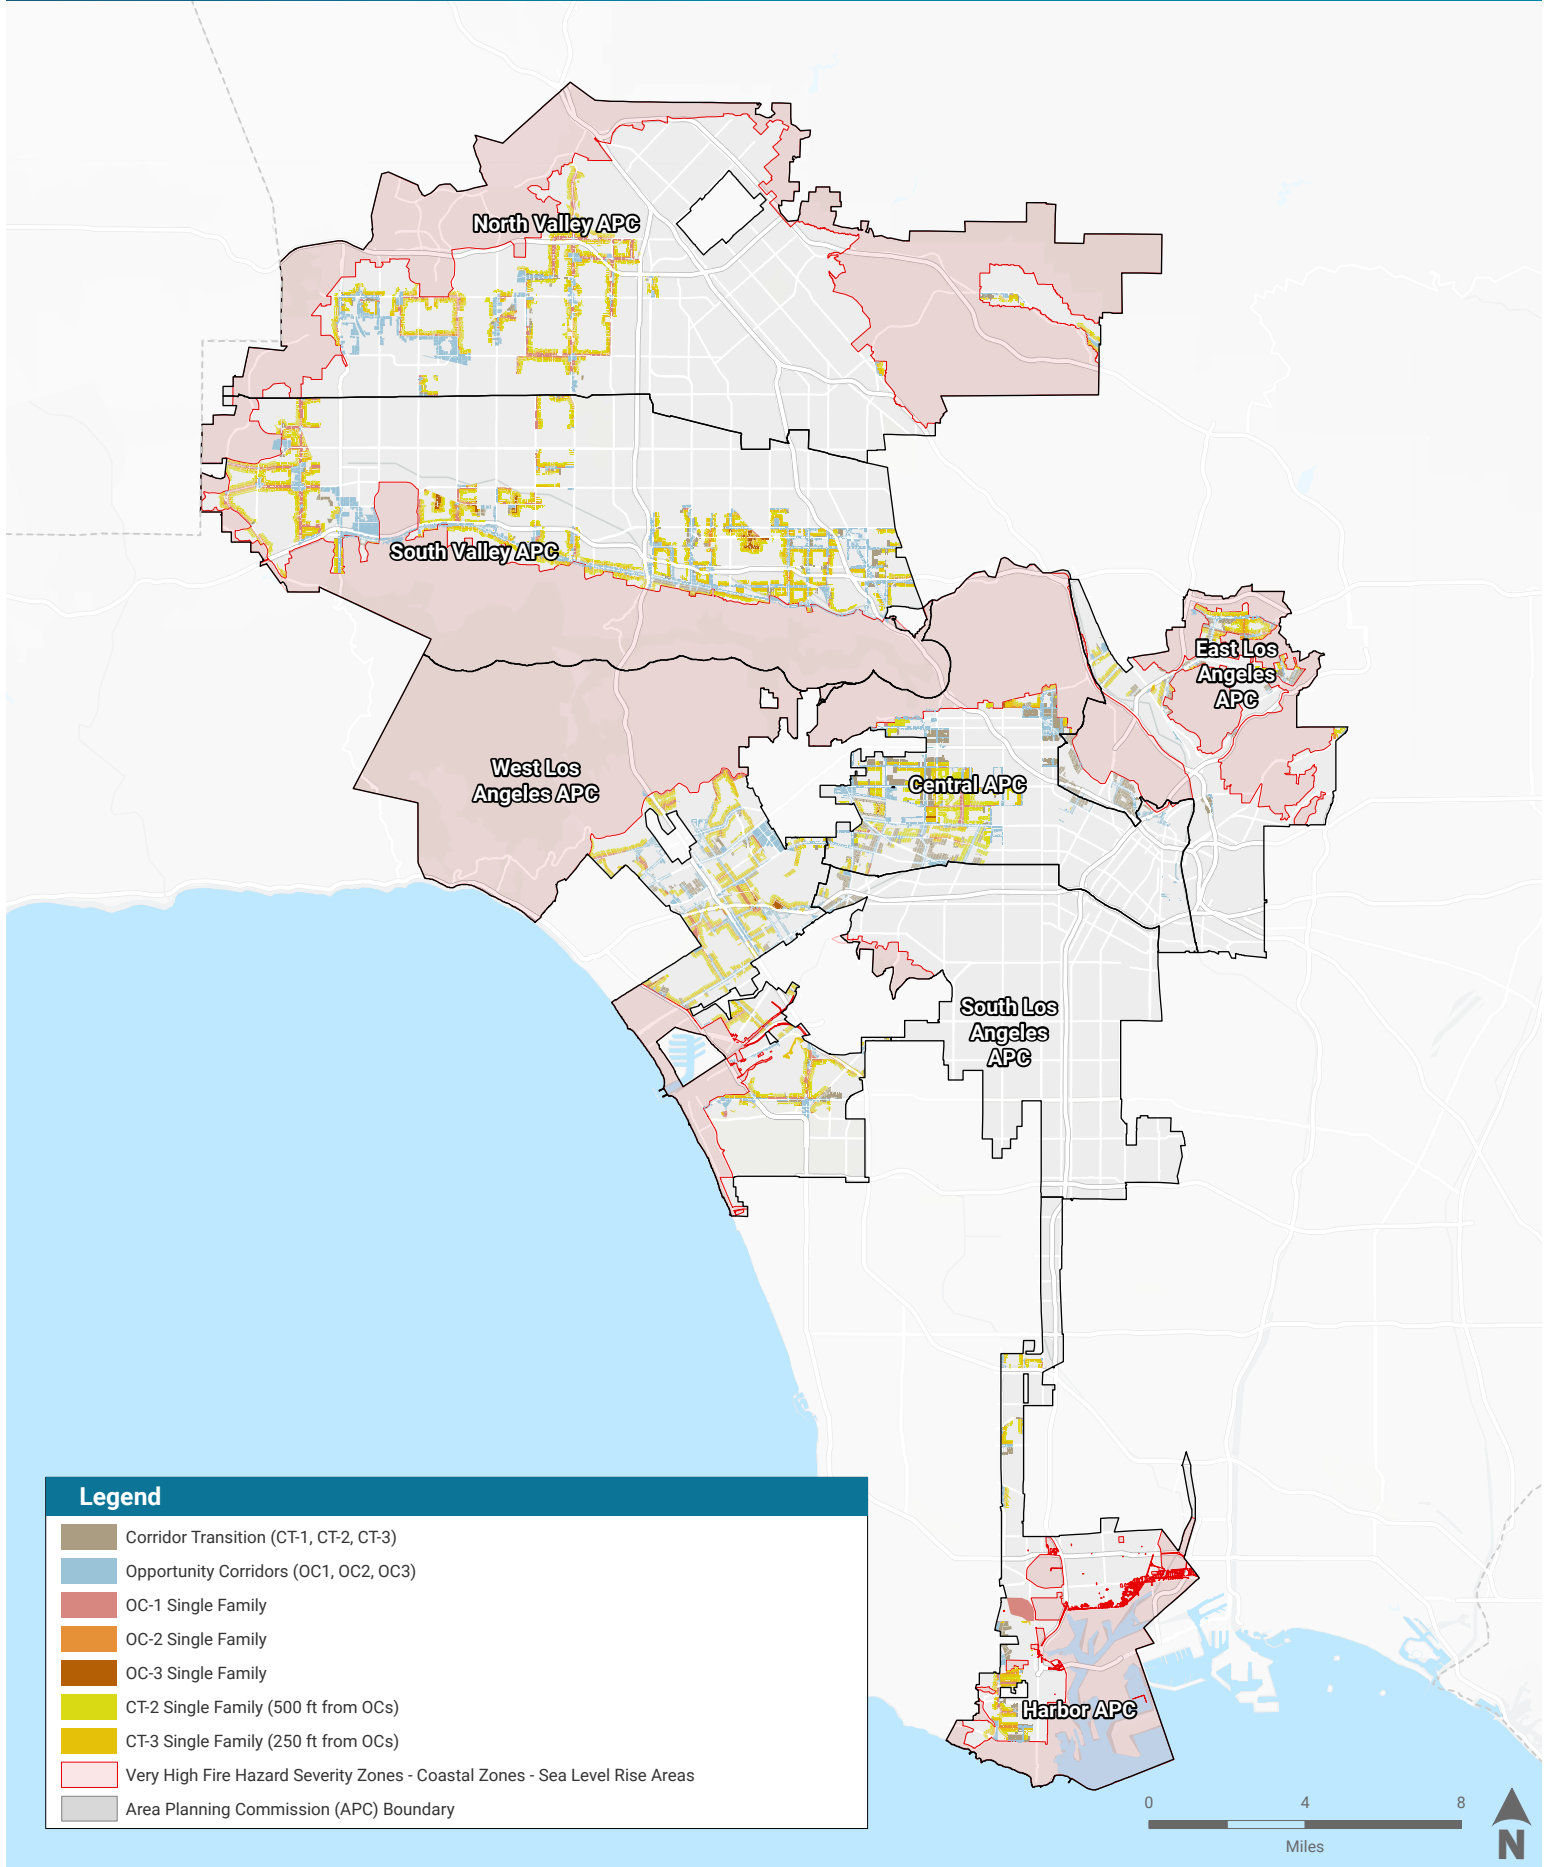 North Valley APC
South Valley APC
East Los
Angeles
APC
West Los
Angeles APC
Central APC
South Los
Angeles
APC
Harbor APC
Legend
Corridor Transition (CT-1, CT-2, CT-3)
Opportunity Corridors (OC1, OC2, OC3)
OC-1 Single Family
OC-2 Single Family
OC-3 Single Family
CT-2 Single Family (500 ft from OCs)
CT-3 Single Family (250 ft from OCs)
Very High Fire Hazard Severity Zones - Coastal Zones - Sea Level Rise Areas
Area Planning Commission (APC) Boundary
0 4 8
Miles
N